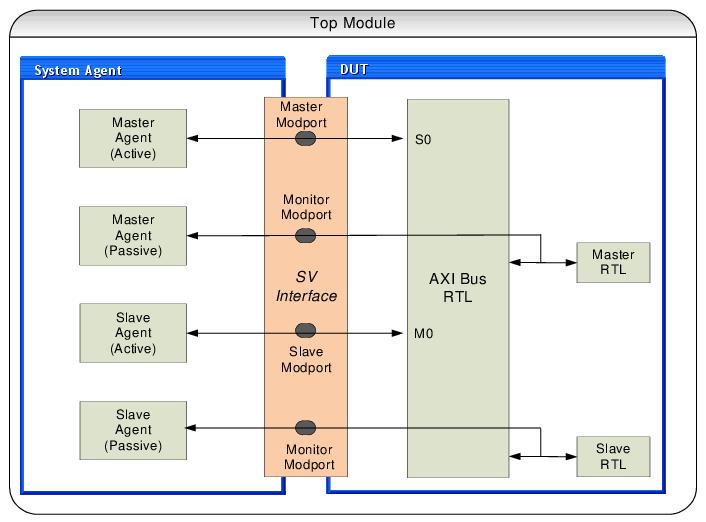 Top Module
System Agent
DUT
Master
Agent
(Active)
Master
Modport
S0
Master
Agent
(Passive)
Monitor
Modport
Master
RTL
SV
Interface
AXI Bus
RTL
Slave
Agent
(Active)
Slave
Modport
M0
Slave
Agent
(Passive)
Monitor
Modport
Slave
RTL